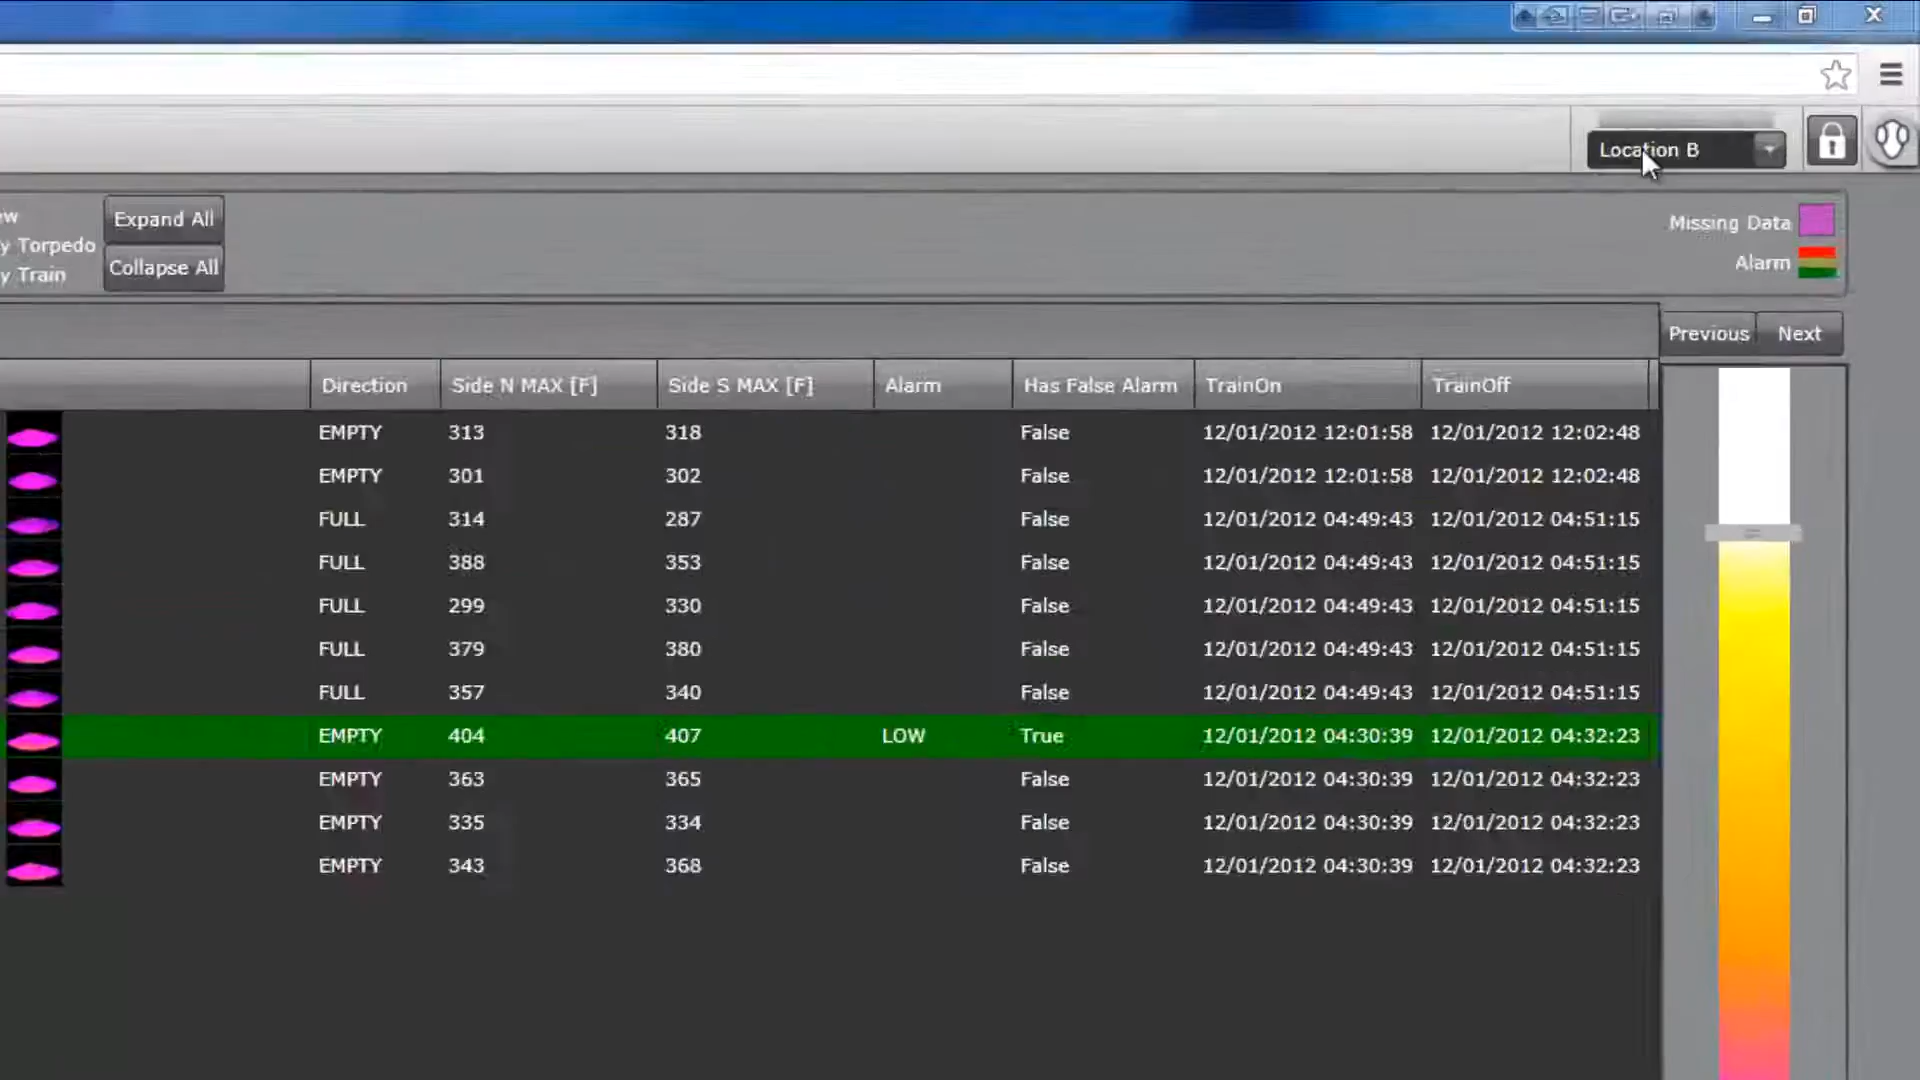 Location B
ew
Expand All
Missing Data
y Torpedo
Collapse All
Alarm
y Train
Previous Next
Direction Side N MAX [F] Side S MAX [F] Alarm Has False Alarm TrainOn TrainOff
EMPTY 313 318 False 12/01/2012 12:01:58 12/01/2012 12:02:48
EMPTY 301 302 False 12/01/2012 12:01:58 12/01/2012 12:02:48
FULL 314 287 False 12/01/2012 04:49:43 12/01/2012 04:51:15
FULL 388 353 False 12/01/2012 04:49:43 12/01/2012 04:51:15
FULL 299 330 False 12/01/2012 04:49:43 12/01/2012 04:51:15
FULL 379 380 False 12/01/2012 04:49:43 12/01/2012 04:51:15
FULL 357 340 False 12/01/2012 04:49:43 12/01/2012 04:51:15
EMPTY 404 407 LOW True 12/01/2012 04:30:39 12/01/2012 04:32:23
EMPTY 363 365 False 12/01/2012 04:30:39 12/01/2012 04:32:23
EMPTY 335 334 False 12/01/2012 04:30:39 12/01/2012 04:32:23
EMPTY 343 368 False 12/01/2012 04:30:39 12/01/2012 04:32:23